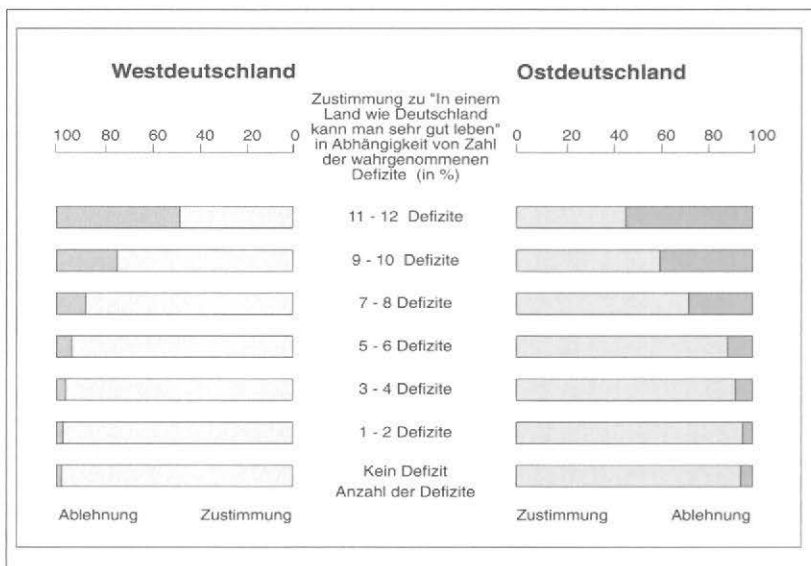 Westdeutschland
Ostdeutschland
Zustimmung zu "In einem
Land wie Deutschland
kann man sehr gut leben"
in Abhängigkeit von Zahl
der wahrgenommenen
Defizite (in %)
100 80 60 40 20 0
0 20 40 60 80 100
11 - 12 Defizite
9 - 10 Defizite
7 - 8 Defizite
5 - 6 Defizite
3 - 4 Defizite
1 - 2 Defizite
Kein Defizit
Anzahl der Defizite
Ablehnung Zustimmung
Zustimmung Ablehnung